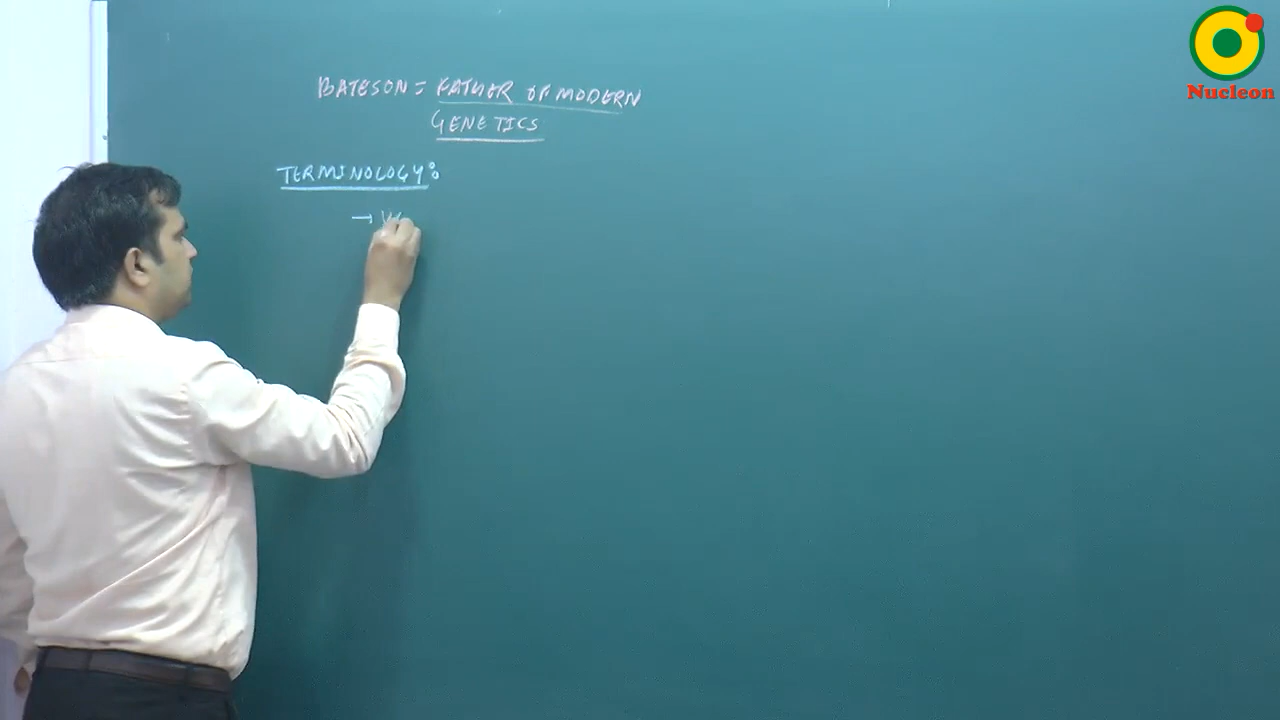 BATESON = FATHER OF MODERN
GENETICS
TERMINOLOGY:
→
Nucleon